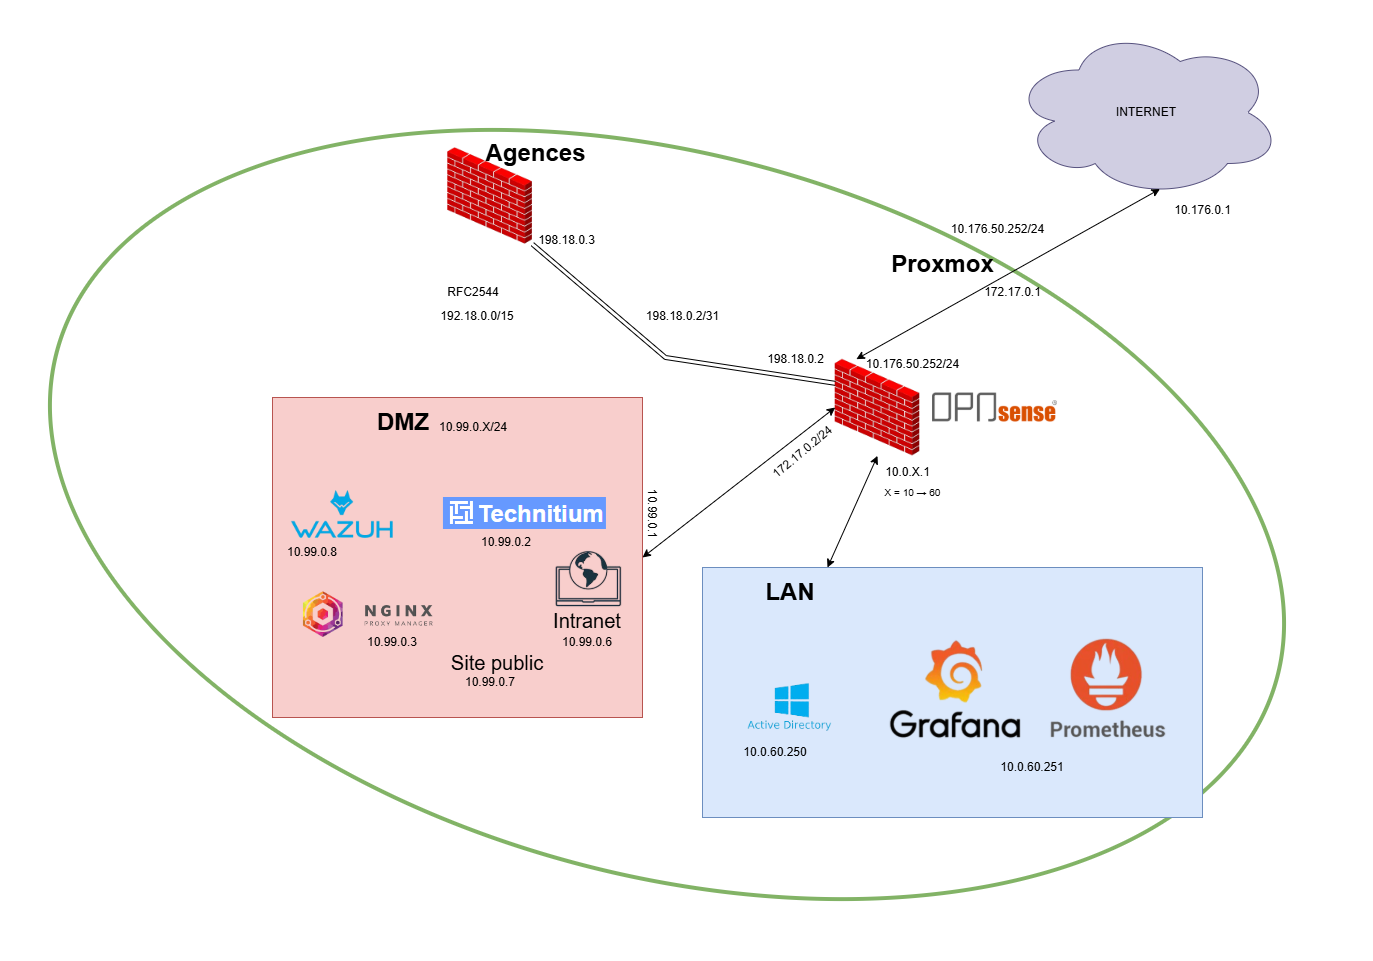 INTERNET
10.176.0.1
10.176.50.252/24
Proxmox
172.17.0.1
Agences
198.18.0.3
RFC2544
192.18.0.0/15
198.18.0.2/31
198.18.0.2
10.176.50.252/24
OPNsense
172.17.0.2/24
10.0.X.1
X = 10 → 60
DMZ 10.99.0.X/24
10.99.0.1
WAZUH
10.99.0.8
Technitium
10.99.0.2
NGINX
PROXY MANAGER
10.99.0.3
Intranet
10.99.0.6
Site public
10.99.0.7
LAN
Active Directory
10.0.60.250
Grafana
Prometheus
10.0.60.251